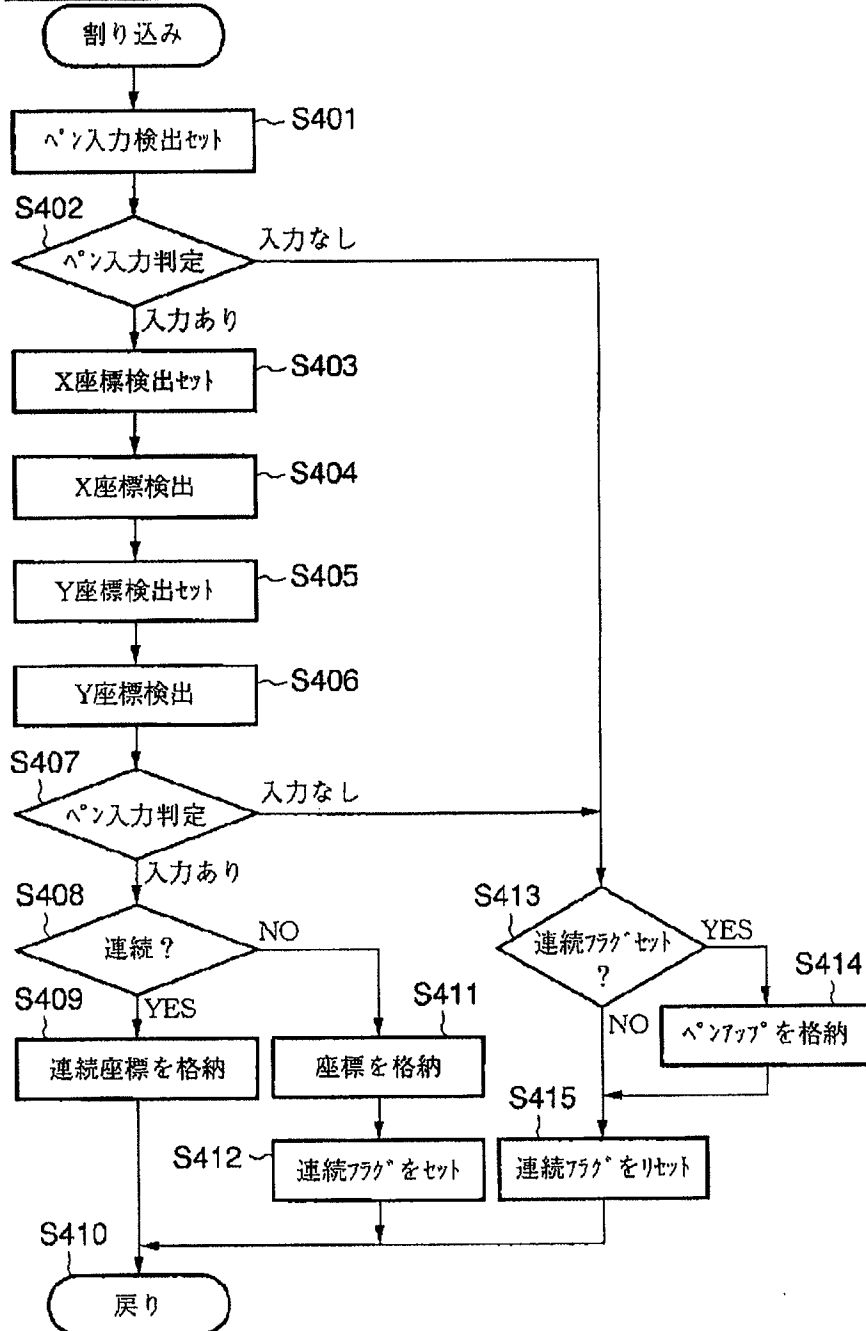 割り込み
S401
ペン入力検出セット
S402
ペン入力判定
入力なし
入力あり
S403
X座標検出セット
S404
X座標検出
S405
Y座標検出セット
S406
Y座標検出
S407
ペン入力判定
入力なし
入力あり
S408
連続?
NO
YES
S409
連続座標を格納
S411
座標を格納
S412
連続フラグをセット
S413
連続フラグセット
?
YES
NO
S414
ペンアップを格納
S415
連続フラグをリセット
S410
戻り